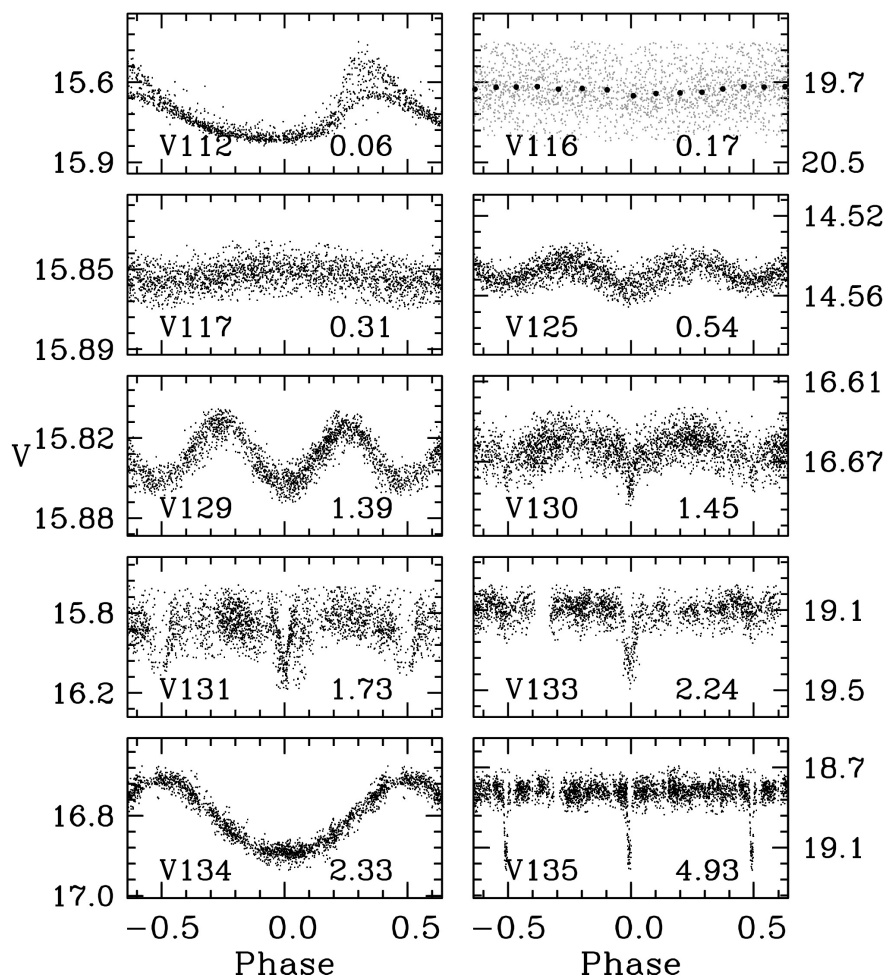 15.6
15.9
V112 0.06
V116 0.17
19.7
20.5
15.85
15.89
V117 0.31
V125 0.54
14.52
14.56
V
15.82
15.88
V129 1.39
V130 1.45
16.61
16.67
15.8
16.2
V131 1.73
V133 2.24
19.1
19.5
16.8
17.0
V134 2.33
V135 4.93
18.7
19.1
−0.5 0.0 0.5
−0.5 0.0 0.5
Phase
Phase